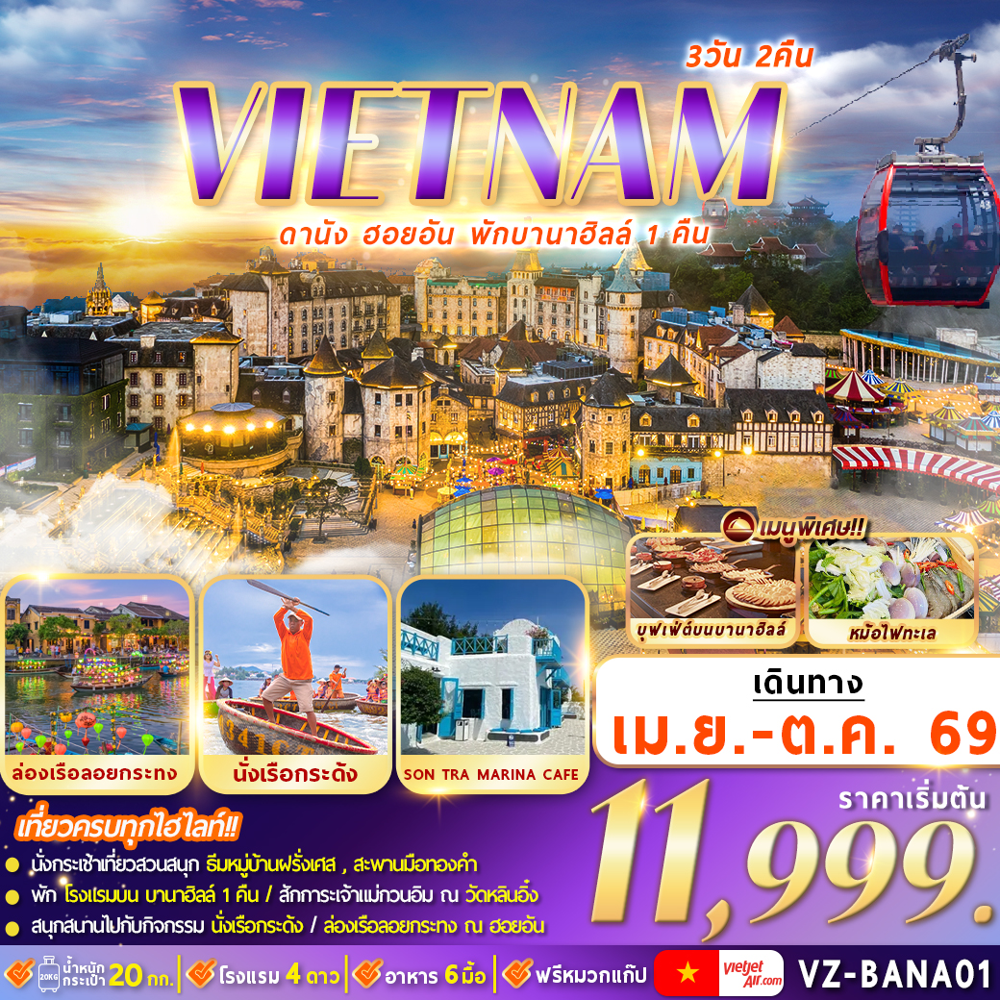 3วัน 2คืน
VIETNAM
ดานัง ฮอยอัน พักบานาฮิลล์ 1 คืน
เมนูพิเศษ!!
บุฟเฟ่ต์บนบานาฮิลล์
หม้อไฟทะเล
ล่องเรือลอยกระทง
นั่งเรือกระด้ง
SON TRA MARINA CAFE
เดินทาง
เม.ย.-ต.ค. 69
ราคาเริ่มต้น
11,999.
เที่ยวครบทุกไฮไลท์!!
นั่งกระเช้าเที่ยวสวนสนุก ธีมหมู่บ้านฝรั่งเศส , สะพานมือทองคำ
พัก โรงแรมบน บานาฮิลล์ 1 คืน / สักการะเจ้าแม่กวนอิม ณ วัดหลินอึ๋ง
สนุกสนานไปกับกิจกรรม นั่งเรือกระด้ง / ล่องเรือลอยกระทง ณ ฮอยอัน
20KG
น้ำหนักกระเป๋า 20 กก.
โรงแรม 4 ดาว
อาหาร 6 มื้อ
ฟรีหมวกแก๊ป
vietjet Air.com
VZ-BANA01